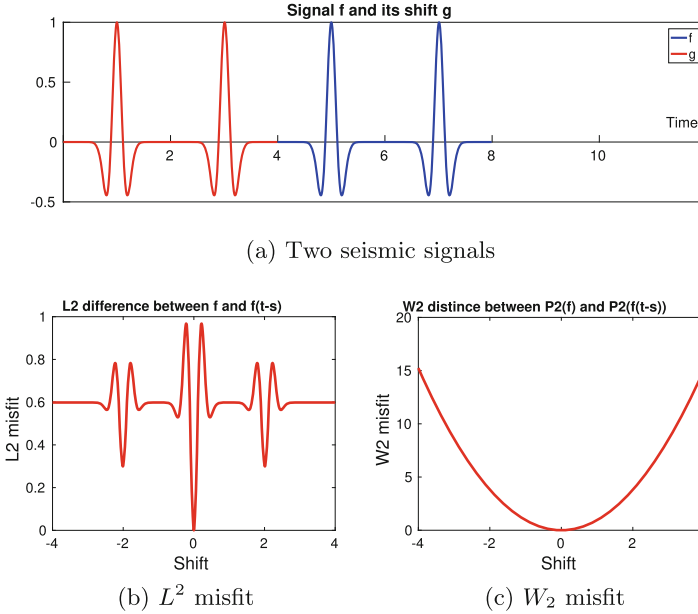 Signal f and its shift g
1
f
g
0.5
Time
0
2
4
6
8
10
-0.5
(a) Two seismic signals
L2 difference between f and f(t-s)
1
0.8
0.6
0.4
0.2
0
L2 misfit
-4 -2 0 2 4
Shift
(b) L² misfit
W2 distince between P2(f) and P2(f(t-s))
20
15
10
5
0
W2 misfit
-4 -2 0 2
Shift
(c) W₂ misfit